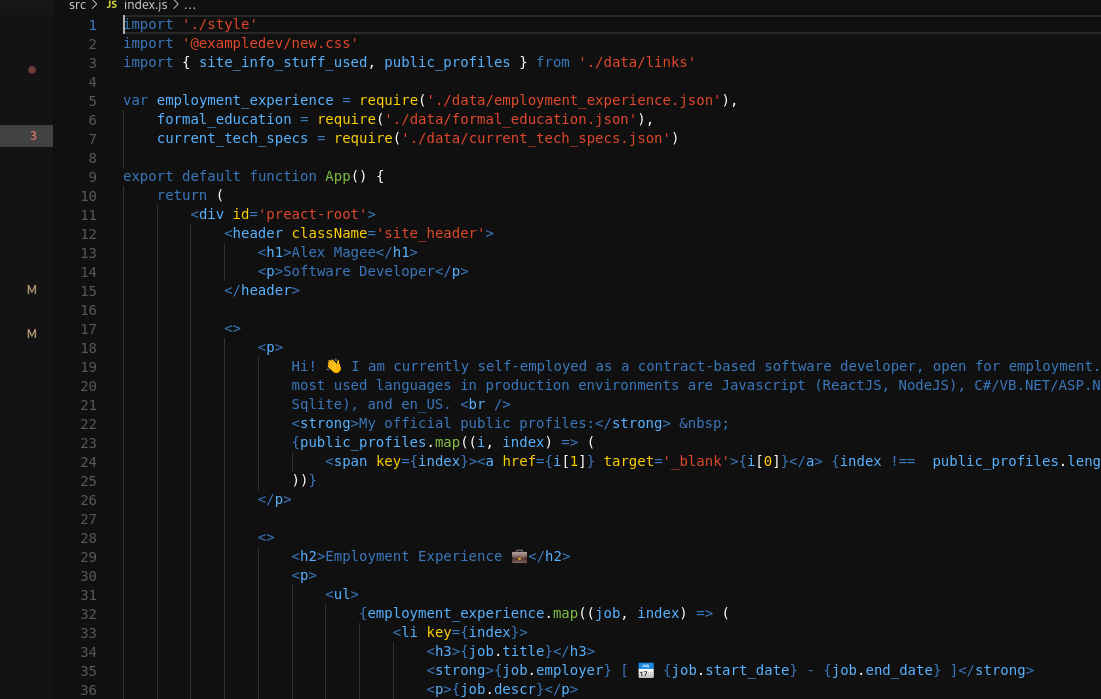 src > JS index.js > ...
1 import './style'
2 import '@exampledev/new.css'
3 import { site_info_stuff_used, public_profiles } from './data/links'
4
5 var employment_experience = require('./data/employment_experience.json'),
6 formal_education = require('./data/formal_education.json'),
7 current_tech_specs = require('./data/current_tech_specs.json')
8
9 export default function App() {
10 return (
11 <div id='preact-root'>
12 <header className='site_header'>
13 <h1>Alex Magee</h1>
14 <p>Software Developer</p>
15 </header>
16
17 <>
18 <p>
19 Hi! 👋 I am currently self-employed as a contract-based software developer, open for employment.
20 most used languages in production environments are Javascript (ReactJS, NodeJS), C#/VB.NET/ASP.N
21 Sqlite), and en_US. <br />
22 <strong>My official public profiles:</strong> &nbsp;
23 {public_profiles.map((i, index) => (
24 <span key={index}><a href={i[1]} target='_blank'>{i[0]}</a> {index !== public_profiles.leng
25 ))}
26 </p>
27
28 <>
29 <h2>Employment Experience 💼</h2>
30 <p>
31 <ul>
32 {employment_experience.map((job, index) => (
33 <li key={index}>
34 <h3>{job.title}</h3>
35 <strong>{job.employer} [ 📅 {job.start_date} - {job.end_date} ]</strong>
36 <p>{job.descr}</p>
3
M
M